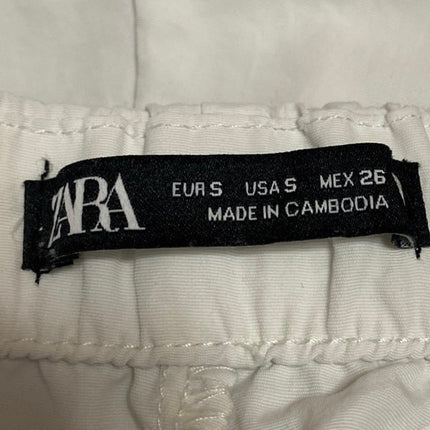 ZARA
EUR S USA S MEX 26
MADE IN CAMBODIA